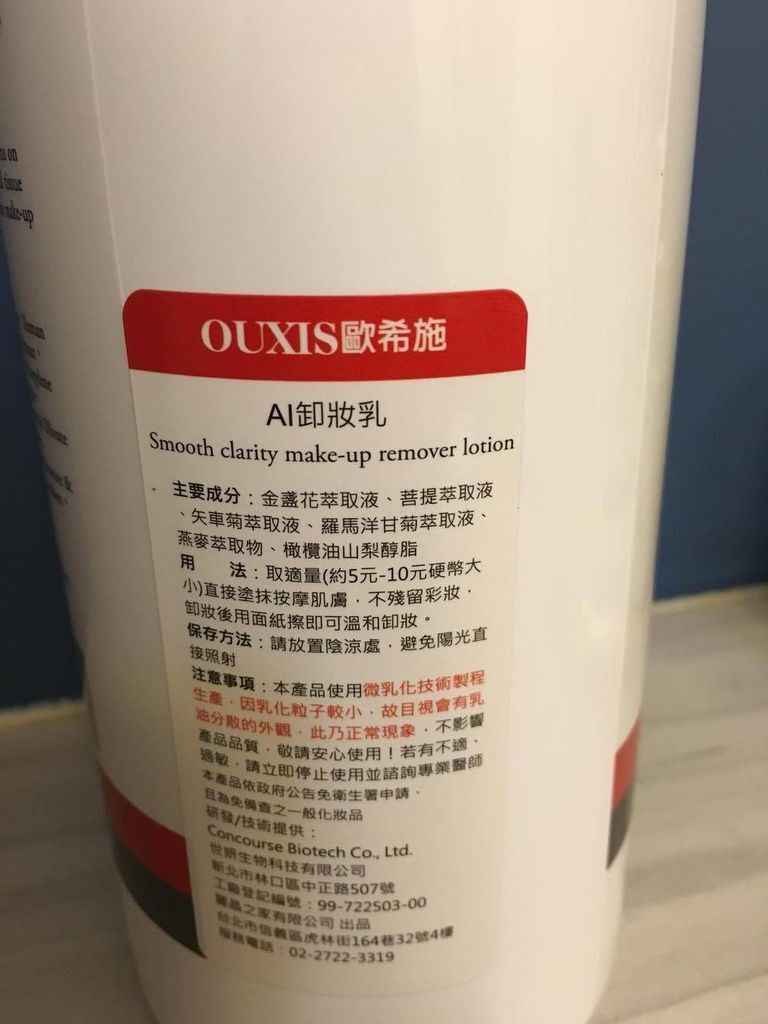 s on
tissue
make-up
OUXIS歐希施
AI卸妝乳
Smooth clarity make-up remover lotion
主要成分：金盞花萃取液、菩提萃取液
、矢車菊萃取液、羅馬洋甘菊萃取液、
燕麥萃取物、橄欖油山梨醇脂
用　　法：取適量(約5元-10元硬幣大
小)直接塗抹按摩肌膚，不殘留彩妝，
卸妝後用面紙擦即可溫和卸妝。
保存方法：請放置陰涼處，避免陽光直
接照射
注意事項：本產品使用微乳化技術製程
生產，因乳化粒子較小，故目視會有乳
油分散的外觀，此乃正常現象，不影響
產品品質，敬請安心使用！若有不適、
過敏，請立即停止使用並諮詢專業醫師
本產品依政府公告免衛生署申請，
且為免備查之一般化妝品
研發/技術提供：
Concourse Biotech Co., Ltd.
世妍生物科技有限公司
新北市林口區中正路507號
工廠登記編號：99-722503-00
麗晶之家有限公司 出品
台北市信義區虎林街164巷32號4樓
服務電話：02-2722-3319